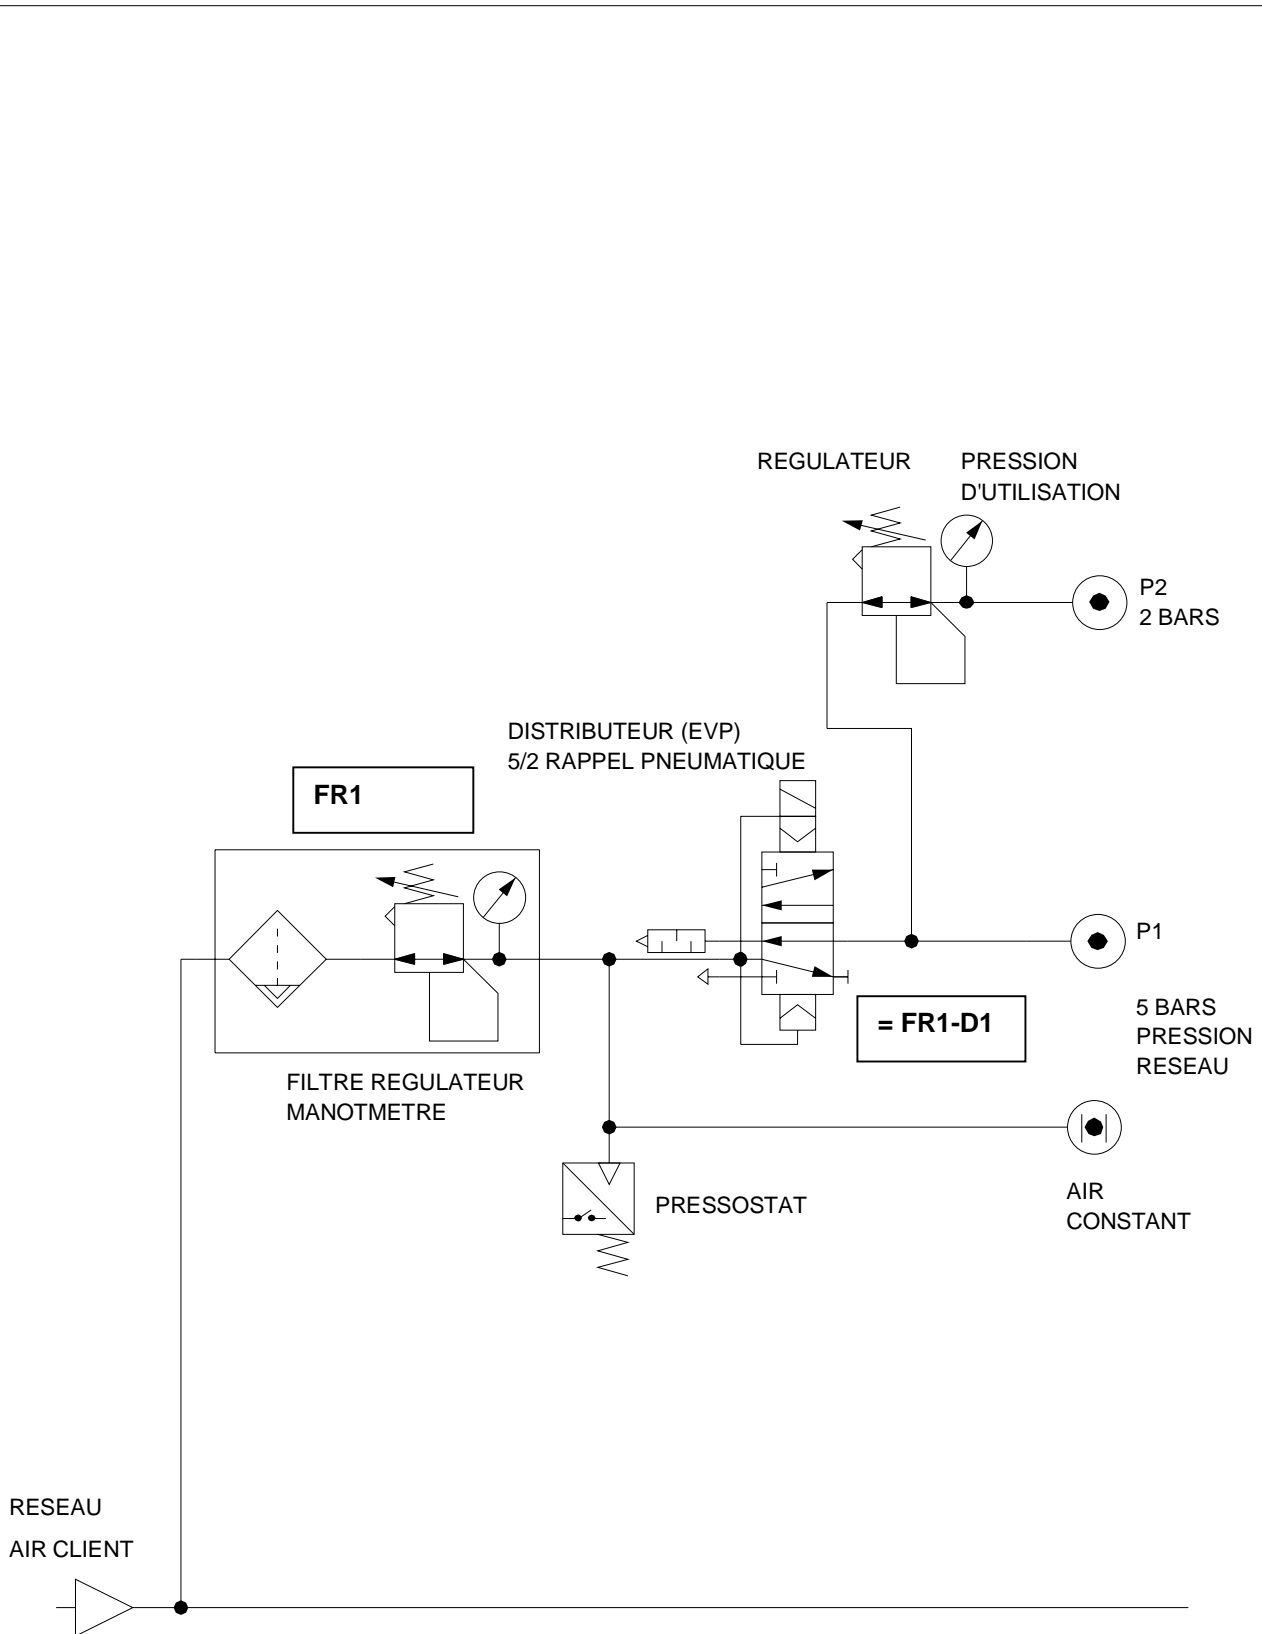 REGULATEUR
PRESSION
D'UTILISATION
P2
2 BARS
DISTRIBUTEUR (EVP)
5/2 RAPPEL PNEUMATIQUE
FR1
P1
= FR1-D1
5 BARS
PRESSION
RESEAU
FILTRE REGULATEUR
MANOTMETRE
PRESSOSTAT
AIR
CONSTANT
RESEAU
AIR CLIENT